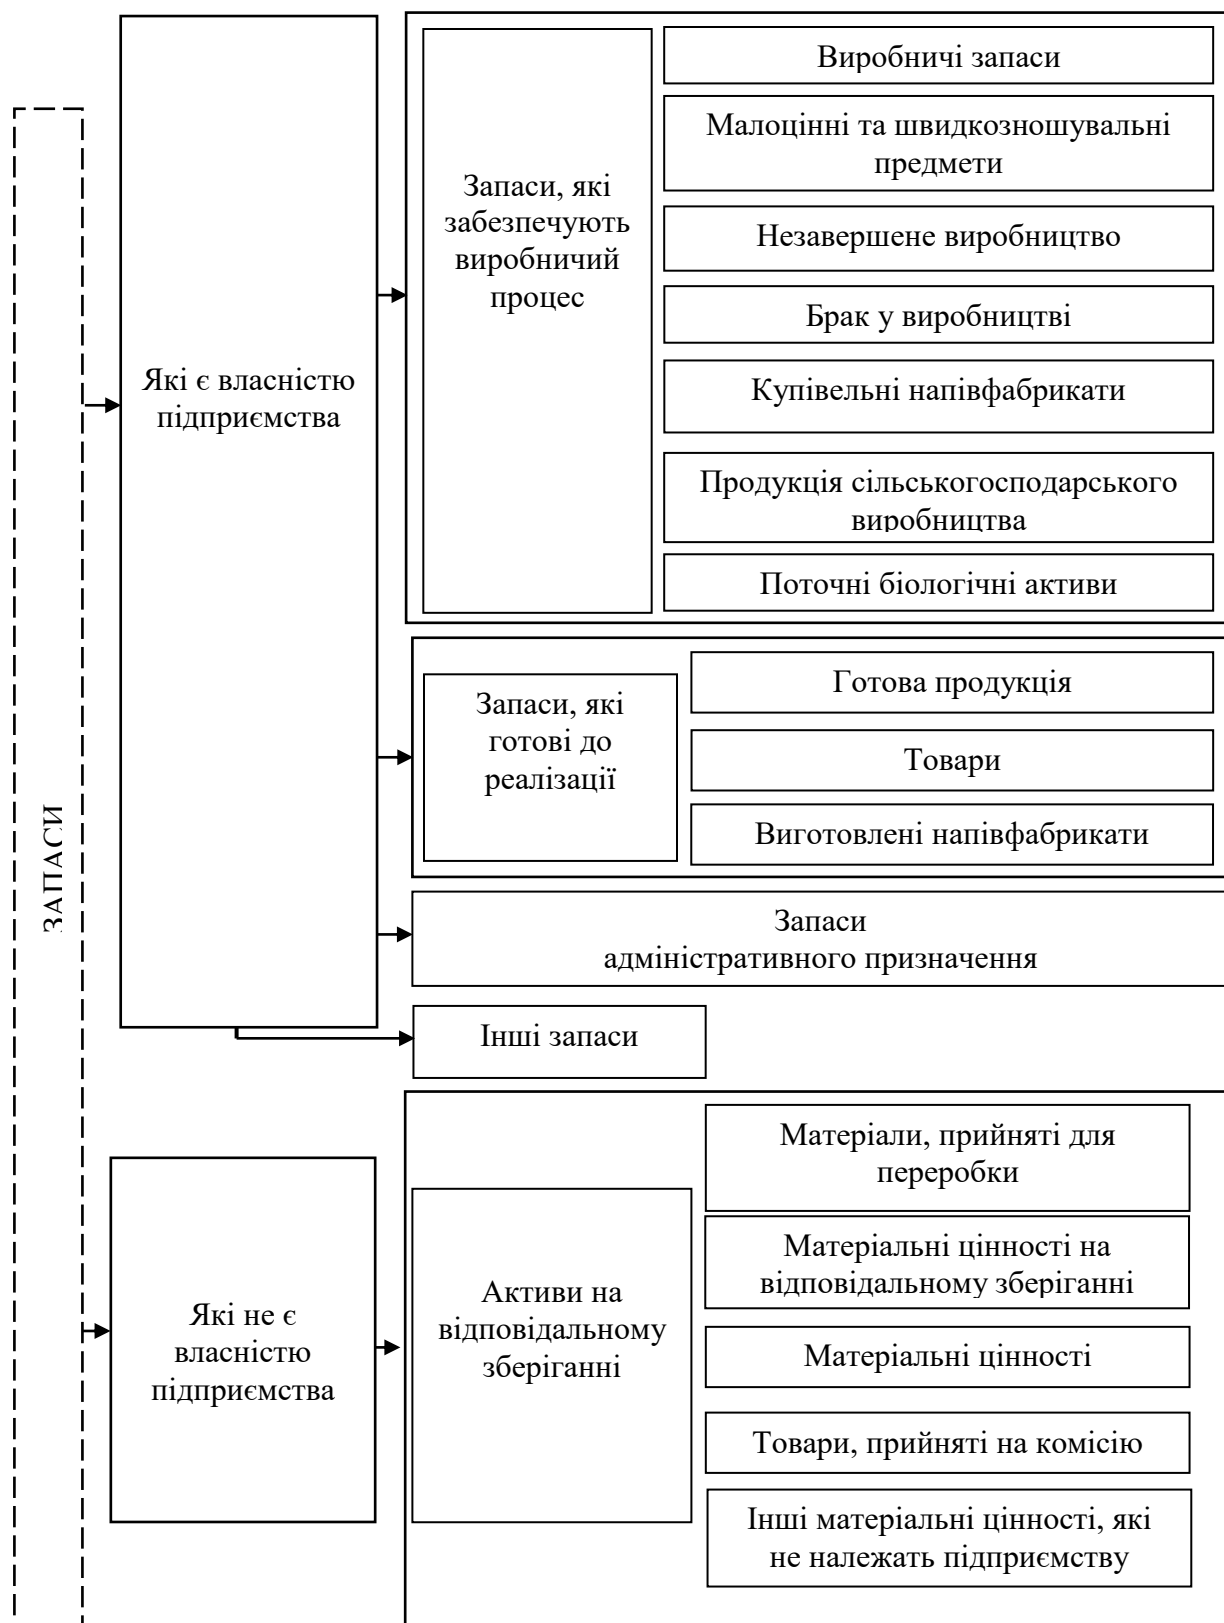 ЗАПАСИ
Які є власністю
підприємства
Запаси, які
забезпечують
виробничий
процес
Виробничі запаси
Малоцінні та швидкозношувальні
предмети
Незавершене виробництво
Брак у виробництві
Купівельні напівфабрикати
Продукція сільськогосподарського
виробництва
Поточні біологічні активи
Запаси, які
готові до
реалізації
Готова продукція
Товари
Виготовлені напівфабрикати
Запаси
адміністративного призначення
Інші запаси
Які не є
власністю
підприємства
Активи на
відповідальному
зберіганні
Матеріали, прийняті для
переробки
Матеріальні цінності на
відповідальному зберіганні
Матеріальні цінності
Товари, прийняті на комісію
Інші матеріальні цінності, які
не належать підприємству